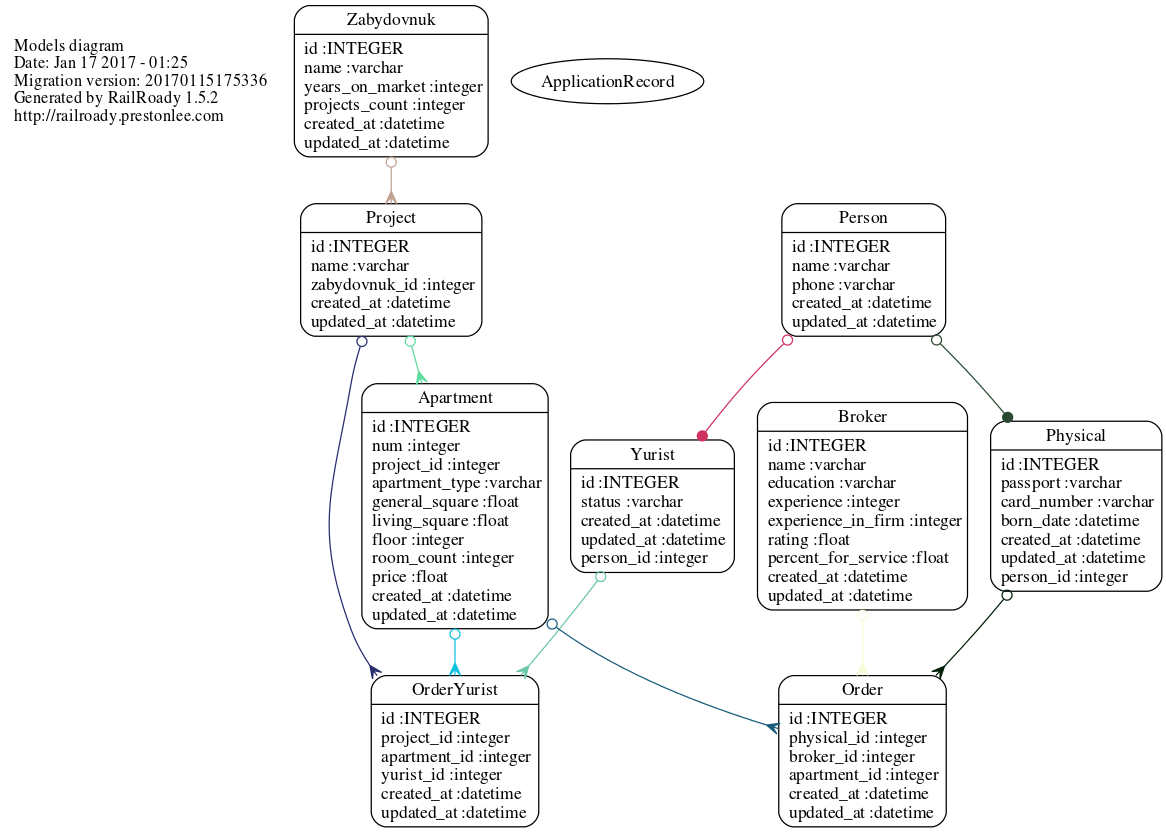 Models diagram
Date: Jan 17 2017 - 01:25
Migration version: 20170115175336
Generated by RailRoady 1.5.2
http://railroady.prestonlee.com
Zabydovnuk
id :INTEGER
name :varchar
years_on_market :integer
projects_count :integer
created_at :datetime
updated_at :datetime
ApplicationRecord
Project
id :INTEGER
name :varchar
zabydovnuk_id :integer
created_at :datetime
updated_at :datetime
Person
id :INTEGER
name :varchar
phone :varchar
created_at :datetime
updated_at :datetime
Apartment
id :INTEGER
num :integer
project_id :integer
apartment_type :varchar
general_square :float
living_square :float
floor :integer
room_count :integer
price :float
created_at :datetime
updated_at :datetime
Yurist
id :INTEGER
status :varchar
created_at :datetime
updated_at :datetime
person_id :integer
Broker
id :INTEGER
name :varchar
education :varchar
experience :integer
experience_in_firm :integer
rating :float
percent_for_service :float
created_at :datetime
updated_at :datetime
Physical
id :INTEGER
passport :varchar
card_number :varchar
born_date :datetime
created_at :datetime
updated_at :datetime
person_id :integer
OrderYurist
id :INTEGER
project_id :integer
apartment_id :integer
yurist_id :integer
created_at :datetime
updated_at :datetime
Order
id :INTEGER
physical_id :integer
broker_id :integer
apartment_id :integer
created_at :datetime
updated_at :datetime